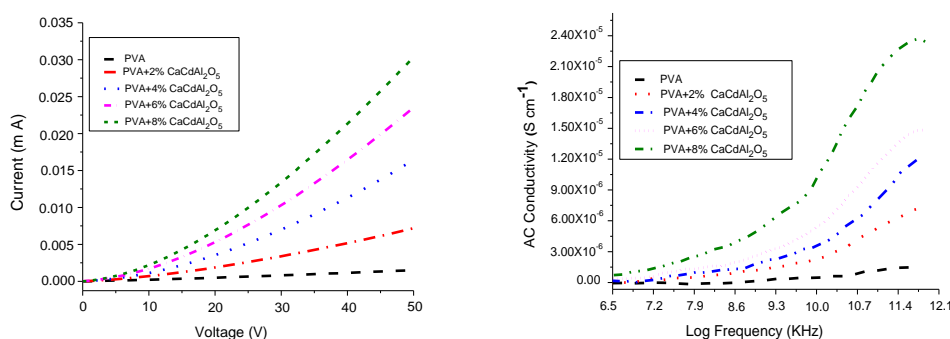 0.035
0.030
0.025
0.020
0.015
0.010
0.005
0.000
Current (m A)
PVA
PVA+2% CaCdAl₂O₅
PVA+4% CaCdAl₂O₅
PVA+6% CaCdAl₂O₅
PVA+8% CaCdAl₂O₅
0 10 20 30 40 50
Voltage (V)
2.40X10⁻⁵
2.10X10⁻⁵
1.80X10⁻⁵
1.50X10⁻⁵
1.20X10⁻⁵
9.00X10⁻⁶
6.00X10⁻⁶
3.00X10⁻⁶
0.00
AC Conductivity (S cm⁻¹)
PVA
PVA+2% CaCdAl₂O₅
PVA+4% CaCdAl₂O₅
PVA+6% CaCdAl₂O₅
PVA+8% CaCdAl₂O₅
6.5 7.2 7.9 8.6 9.3 10.0 10.7 11.4 12.1
Log Frequency (KHz)